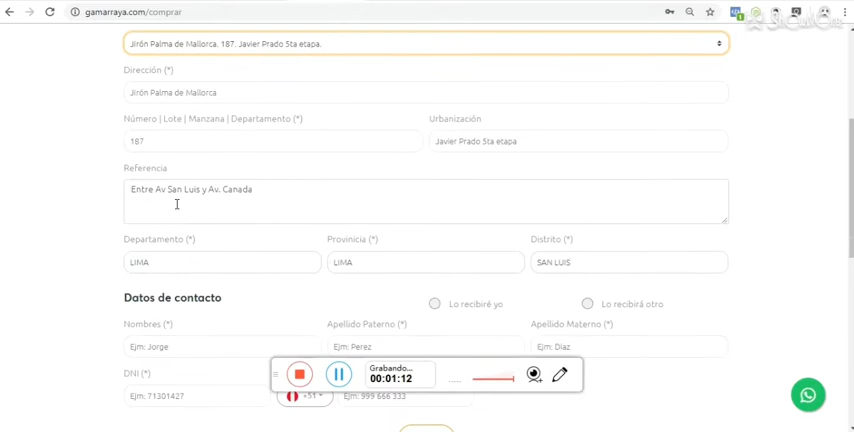 gamarraya.com/comprar
Jirón Palma de Mallorca, 187, Javier Prado 5ta etapa,
Dirección (*)
Jirón Palma de Mallorca
Número | Lote | Manzana | Departamento (*)
Urbanización
187
Javier Prado 5ta etapa
Referencia
Entre Av San Luis y Av. Canada
Departamento (*)
Provinicia (*)
Distrito (*)
LIMA
LIMA
SAN LUIS
Datos de contacto
Lo recibiré yo
Lo recibirá otro
Nombres (*)
Apellido Paterno (*)
Apellido Materno (*)
Ejm: Jorge
Ejm: Perez
Ejm: Diaz
Grabando...
00:01:12
DNI (*)
Ejm: 71301427
+51
Ejm: 999 666 333